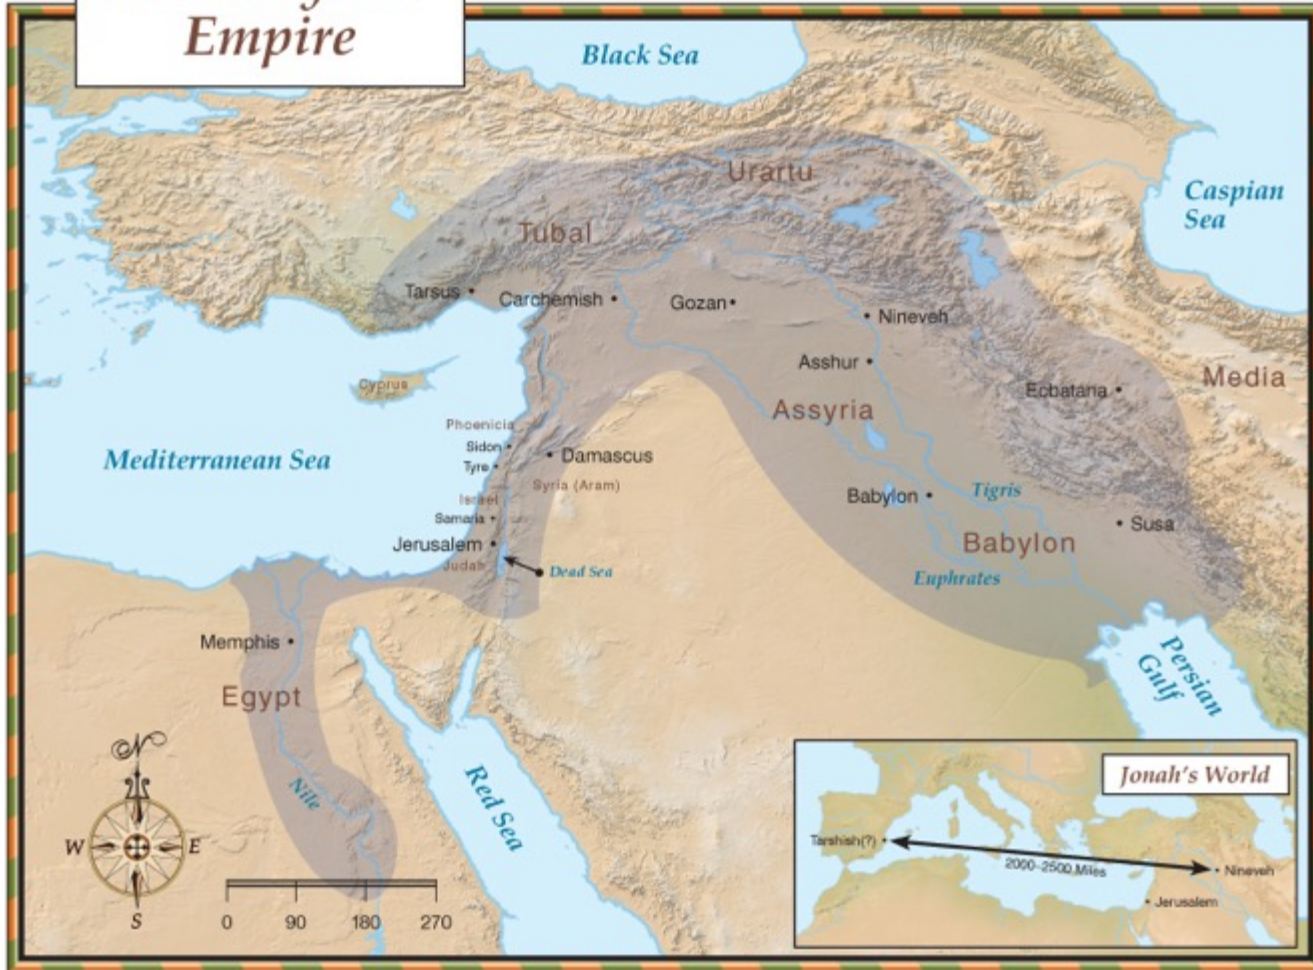 Empire
Black Sea
Caspian
Sea
Urartu
Tubal
Tarsus
Carchemish
Gozan
Nineveh
Asshur
Ecbatana
Media
Cyprus
Assyria
Phoenicia
Sidon
Tyre
Damascus
Mediterranean Sea
Syria (Aram)
Israel
Samaria
Babylon
Tigris
Susa
Jerusalem
Judah
Dead Sea
Babylon
Euphrates
Memphis
Egypt
Persian
Gulf
Nile
Red Sea
N
W
E
S
0 90 180 270
Jonah's World
Tarshish(?)
2000–2500 Miles
Nineveh
Jerusalem